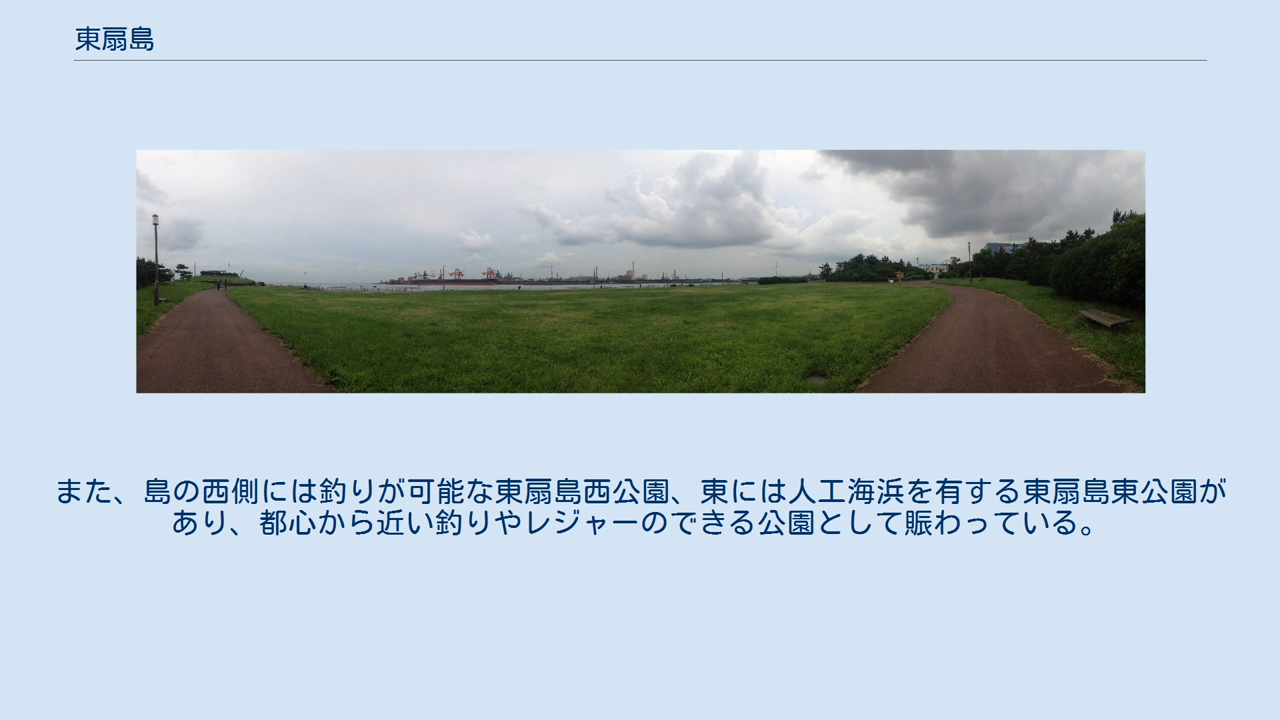 東扇島
また、島の西側には釣りが可能な東扇島西公園、東には人工海浜を有する東扇島東公園が
あり、都心から近い釣りやレジャーのできる公園として賑わっている。